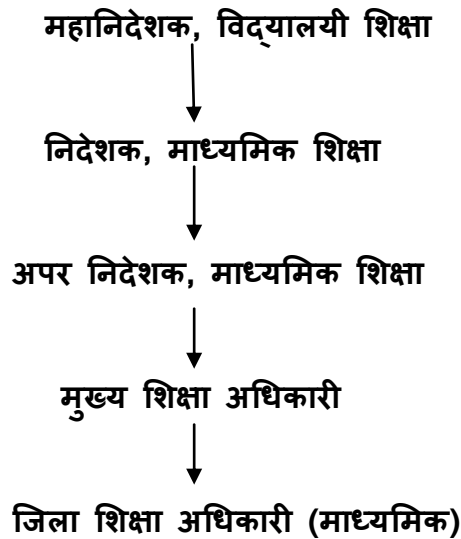 महानिदेशक, विद्यालयी शिक्षा
निदेशक, माध्यमिक शिक्षा
अपर निदेशक, माध्यमिक शिक्षा
मुख्य शिक्षा अधिकारी
जिला शिक्षा अधिकारी (माध्यमिक)